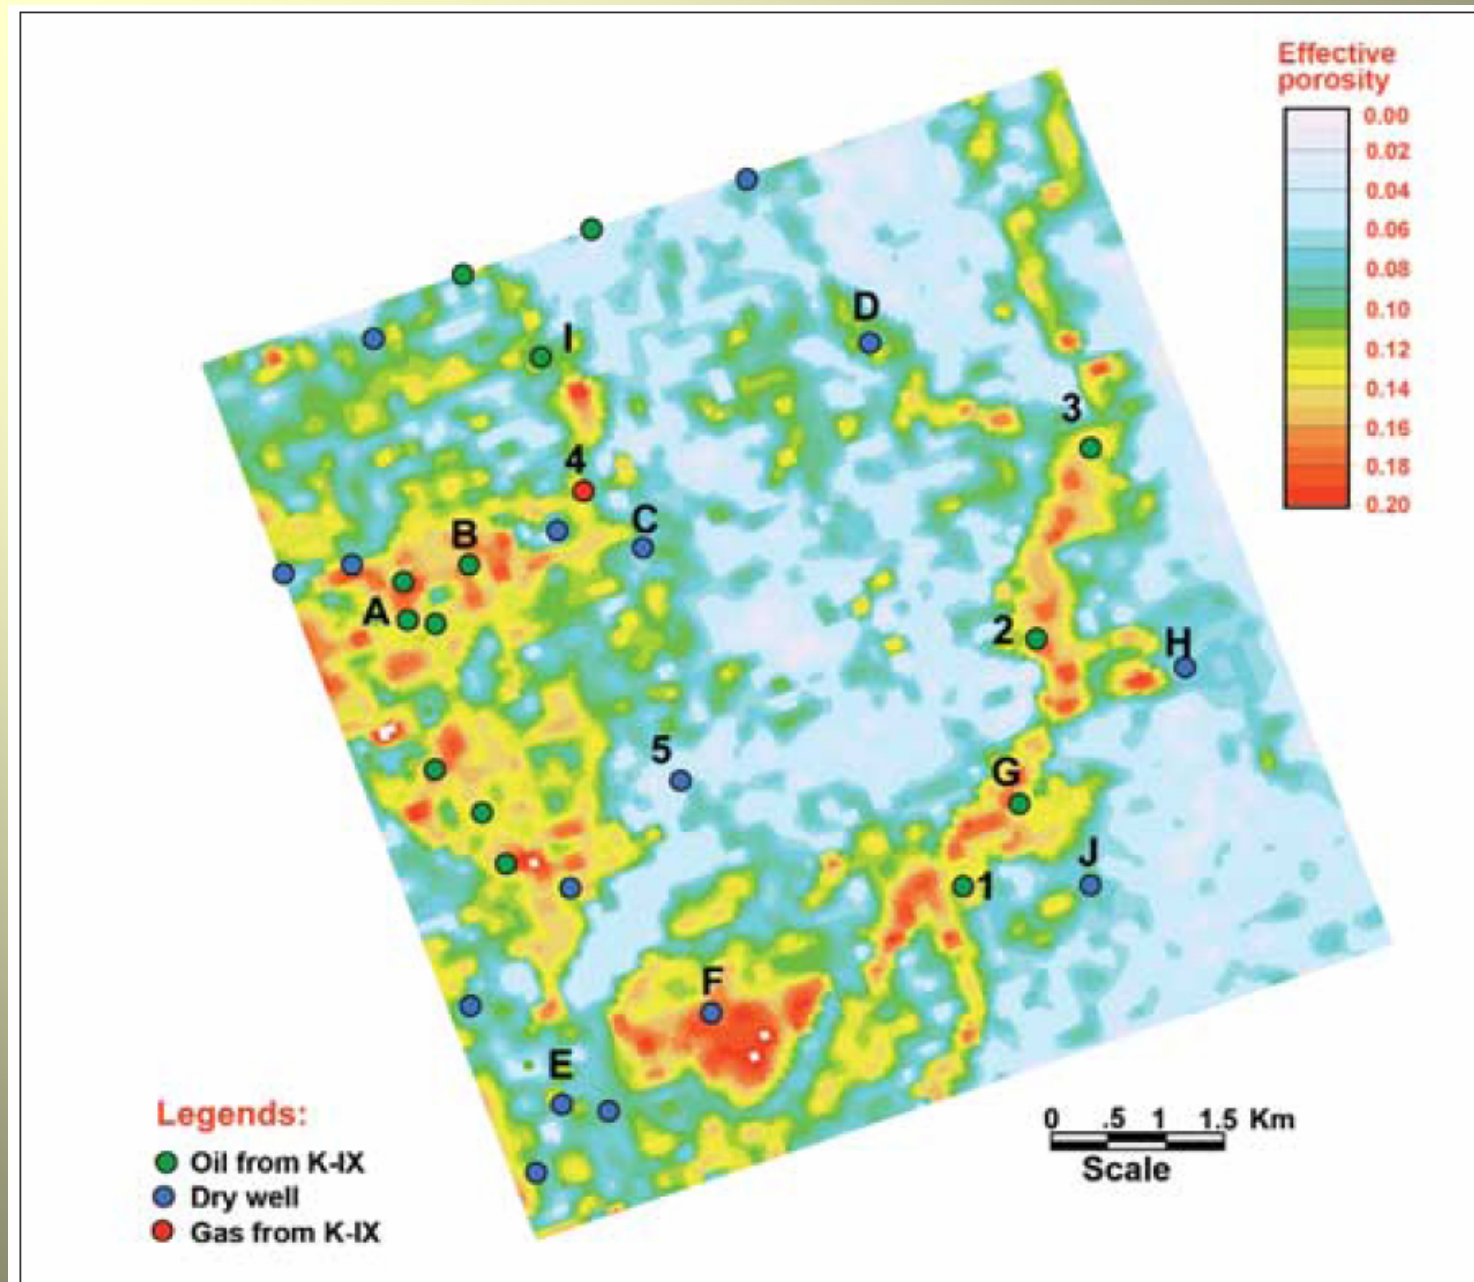 Effective
porosity
0.00
0.02
0.04
0.06
0.08
0.10
0.12
0.14
0.16
0.18
0.20
D
I
3
4
C
B
A
2
H
5
G
J
1
F
E
Legends:
Oil from K-IX
Dry well
Gas from K-IX
0 .5 1 1.5 Km
Scale